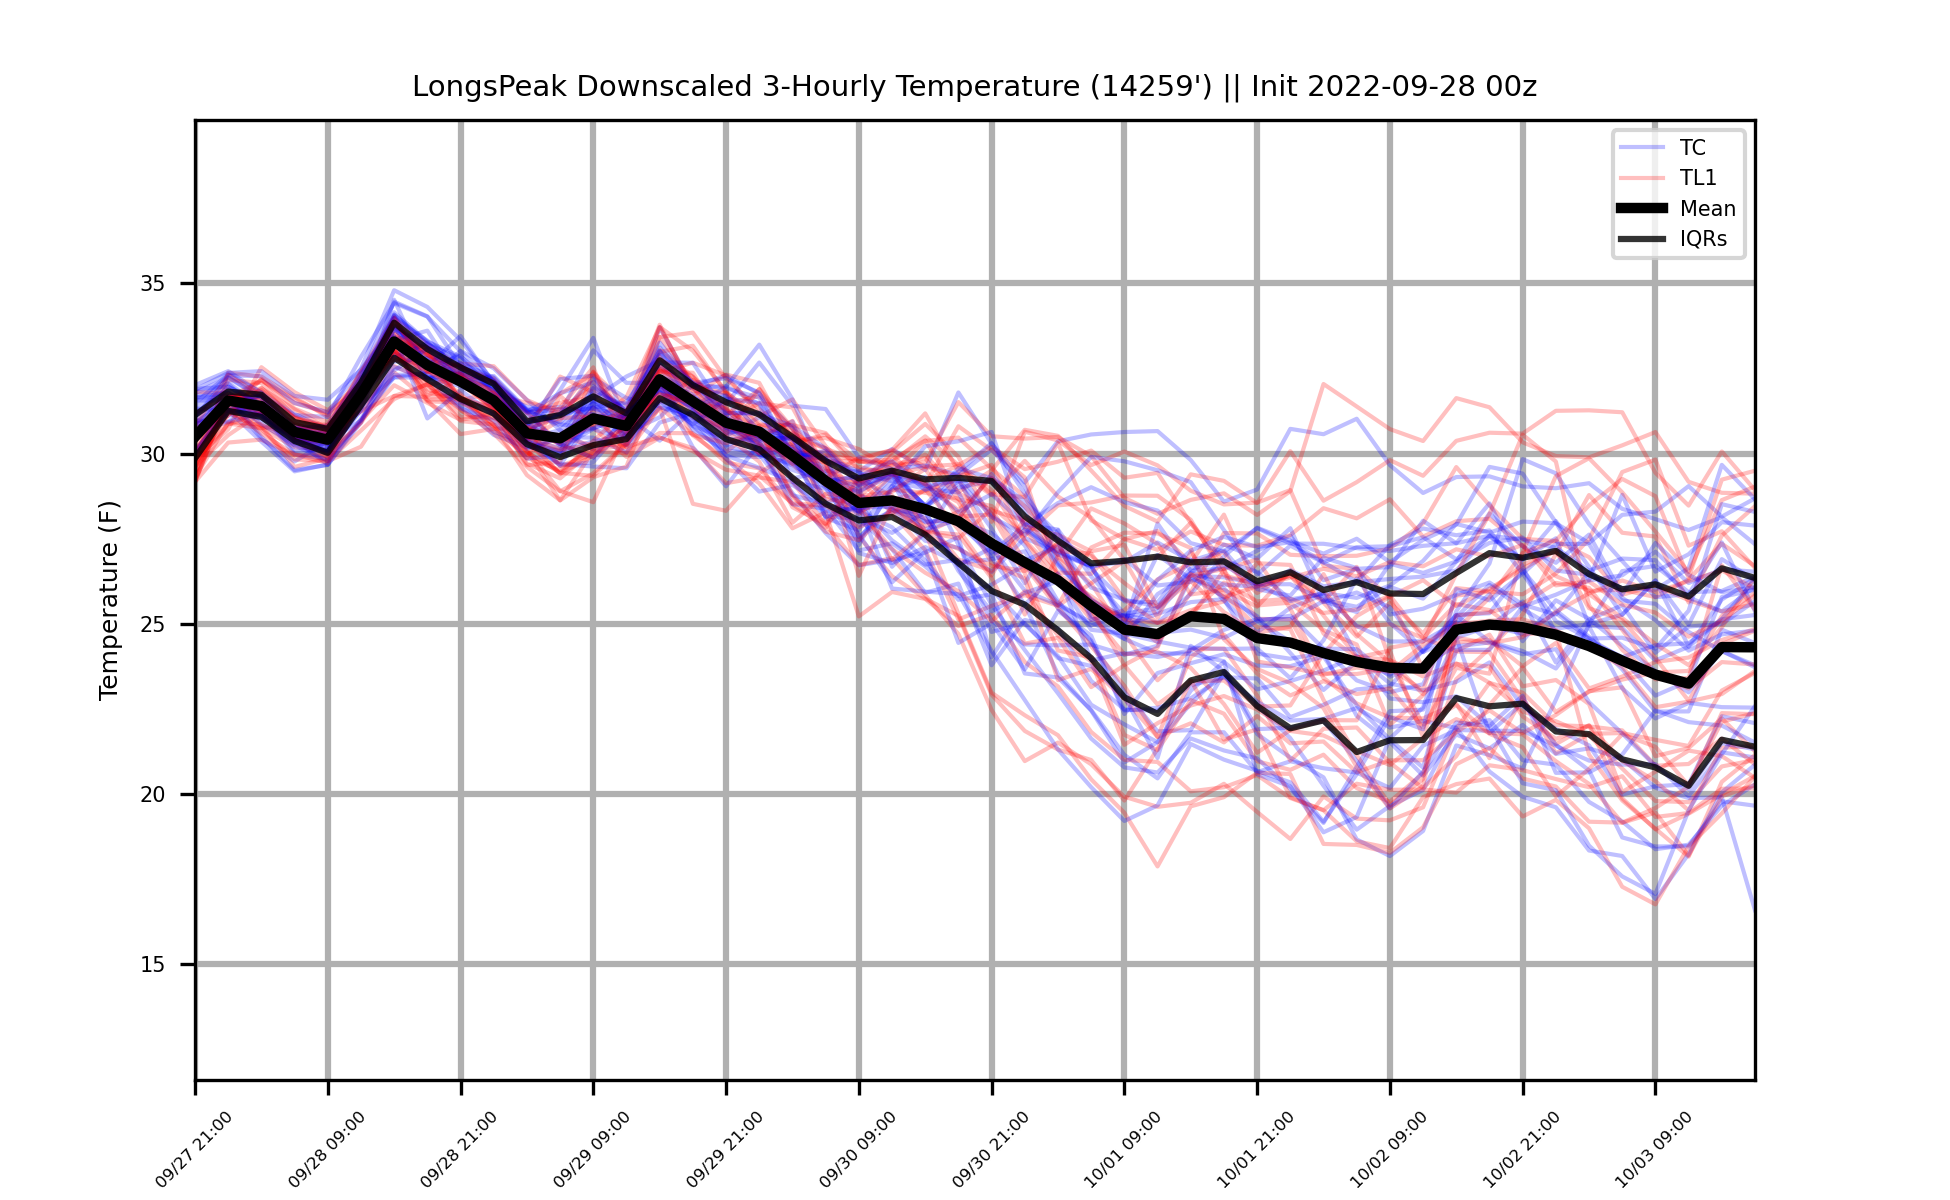 LongsPeak Downscaled 3-Hourly Temperature (14259') || Init 2022-09-28 00z
TC
TL1
Mean
IQRs
Temperature (F)
35
30
25
20
15
09/27 21:00
09/28 09:00
09/28 21:00
09/29 09:00
09/29 21:00
09/30 09:00
09/30 21:00
10/01 09:00
10/01 21:00
10/02 09:00
10/02 21:00
10/03 09:00